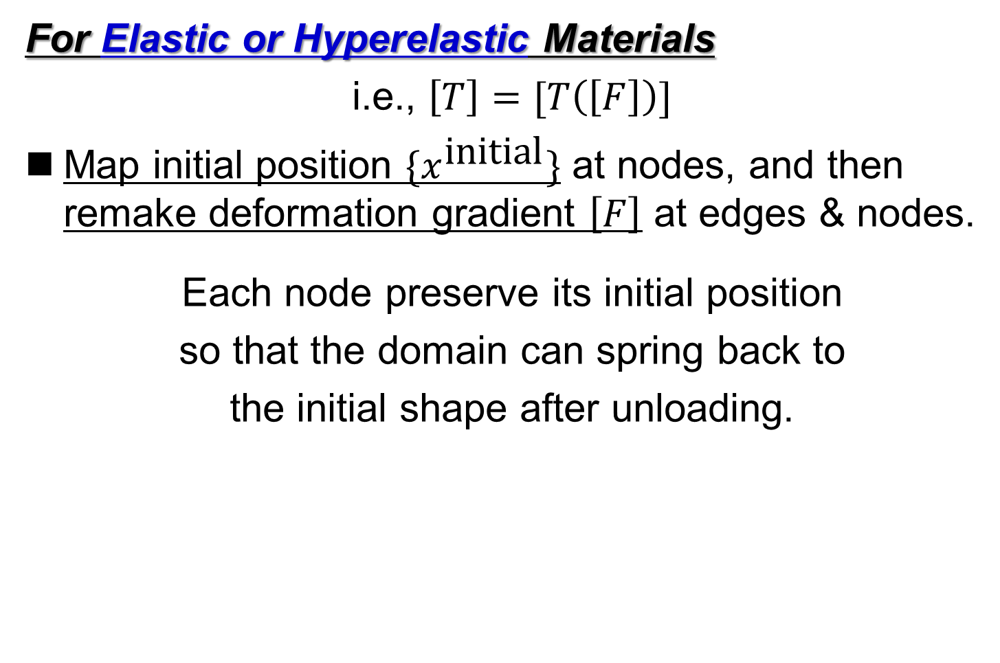 For Elastic or Hyperelastic Materials
i.e., [𝑇] = [𝑇([𝐹])]
■ Map initial position {𝑥^initial} at nodes, and then
remake deformation gradient [𝐹] at edges & nodes.
Each node preserve its initial position
so that the domain can spring back to
the initial shape after unloading.